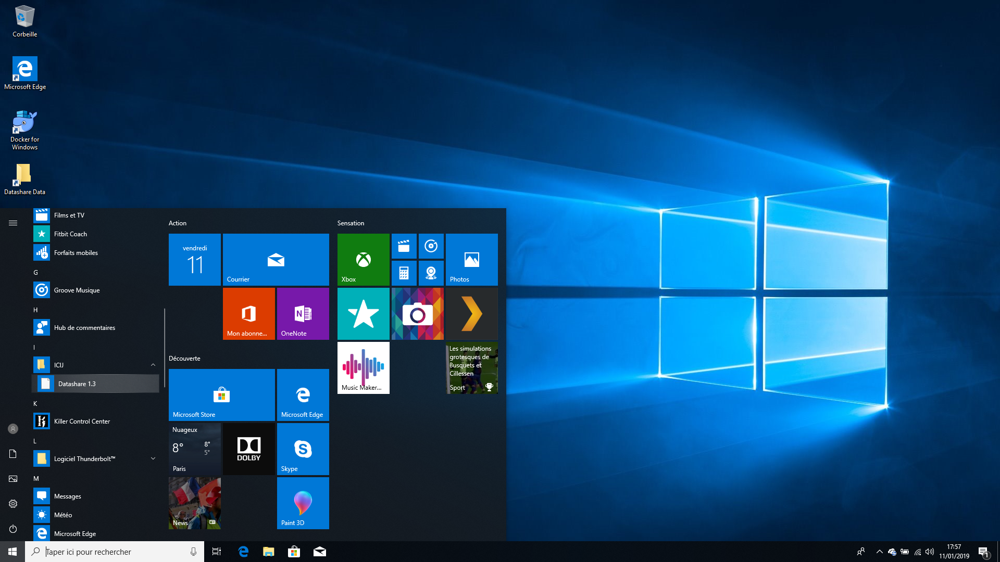 Corbeille
Microsoft Edge
Docker for
Windows
Datashare Data
Films et TV
Fitbit Coach
Forfaits mobiles
G
Groove Musique
H
Hub de commentaires
I
ICIJ
Datashare 1.3
K
Killer Control Center
L
Logiciel Thunderbolt™
M
Messages
Météo
Microsoft Edge
Action
vendredi
11
Courrier
Mon abonne...
OneNote
Découverte
Microsoft Store
Microsoft Edge
Nuageux
8°
8°
5°
Paris
DOLBY
Skype
News
Paint 3D
Sensation
Xbox
Photos
Music Maker...
Les simulations
grotesques de
Busquets et
Cillessen
Sport
Taper ici pour rechercher
17:57
11/01/2019
1